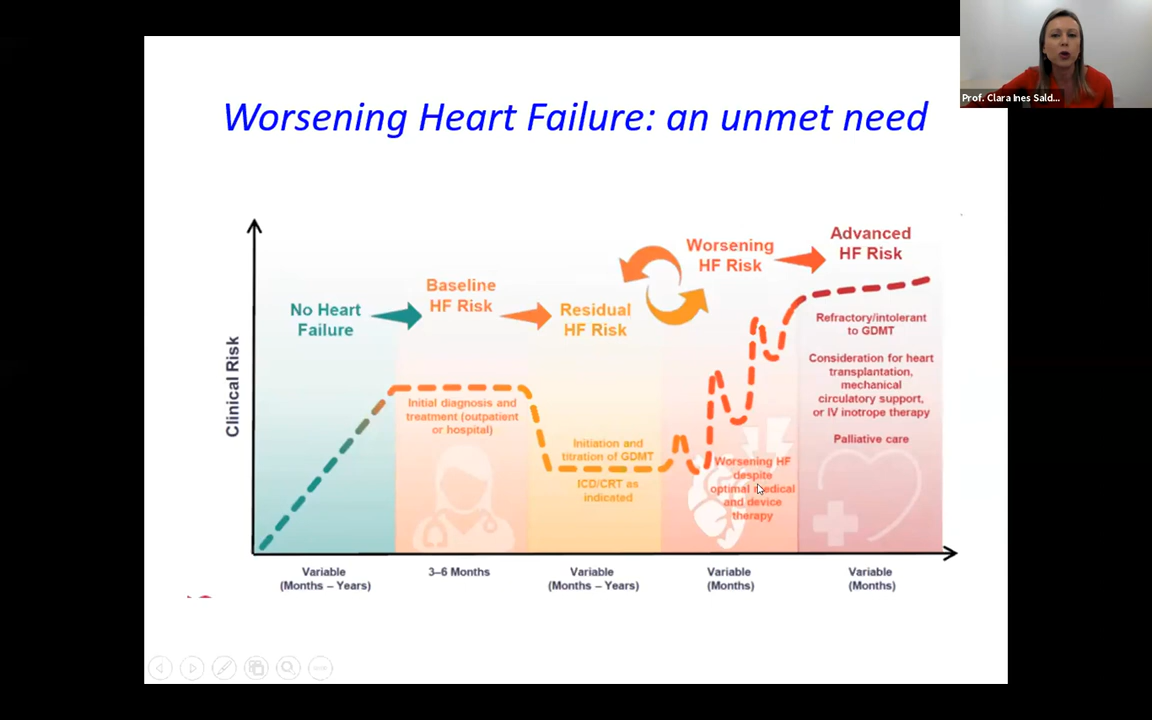 Prof. Clara Ines Sald...
Worsening Heart Failure: an unmet need
Clinical Risk
No Heart
Failure
Baseline
HF Risk
Residual
HF Risk
Worsening
HF Risk
Advanced
HF Risk
Initial diagnosis and
treatment (outpatient
or hospital)
Initiation and
titration of GDMT
ICD/CRT as
indicated
Worsening HF
despite
optimal medical
and device
therapy
Refractory/intolerant
to GDMT
Consideration for heart
transplantation,
mechanical
circulatory support,
or IV inotrope therapy
Palliative care
Variable
(Months – Years)
3–6 Months
Variable
(Months – Years)
Variable
(Months)
Variable
(Months)